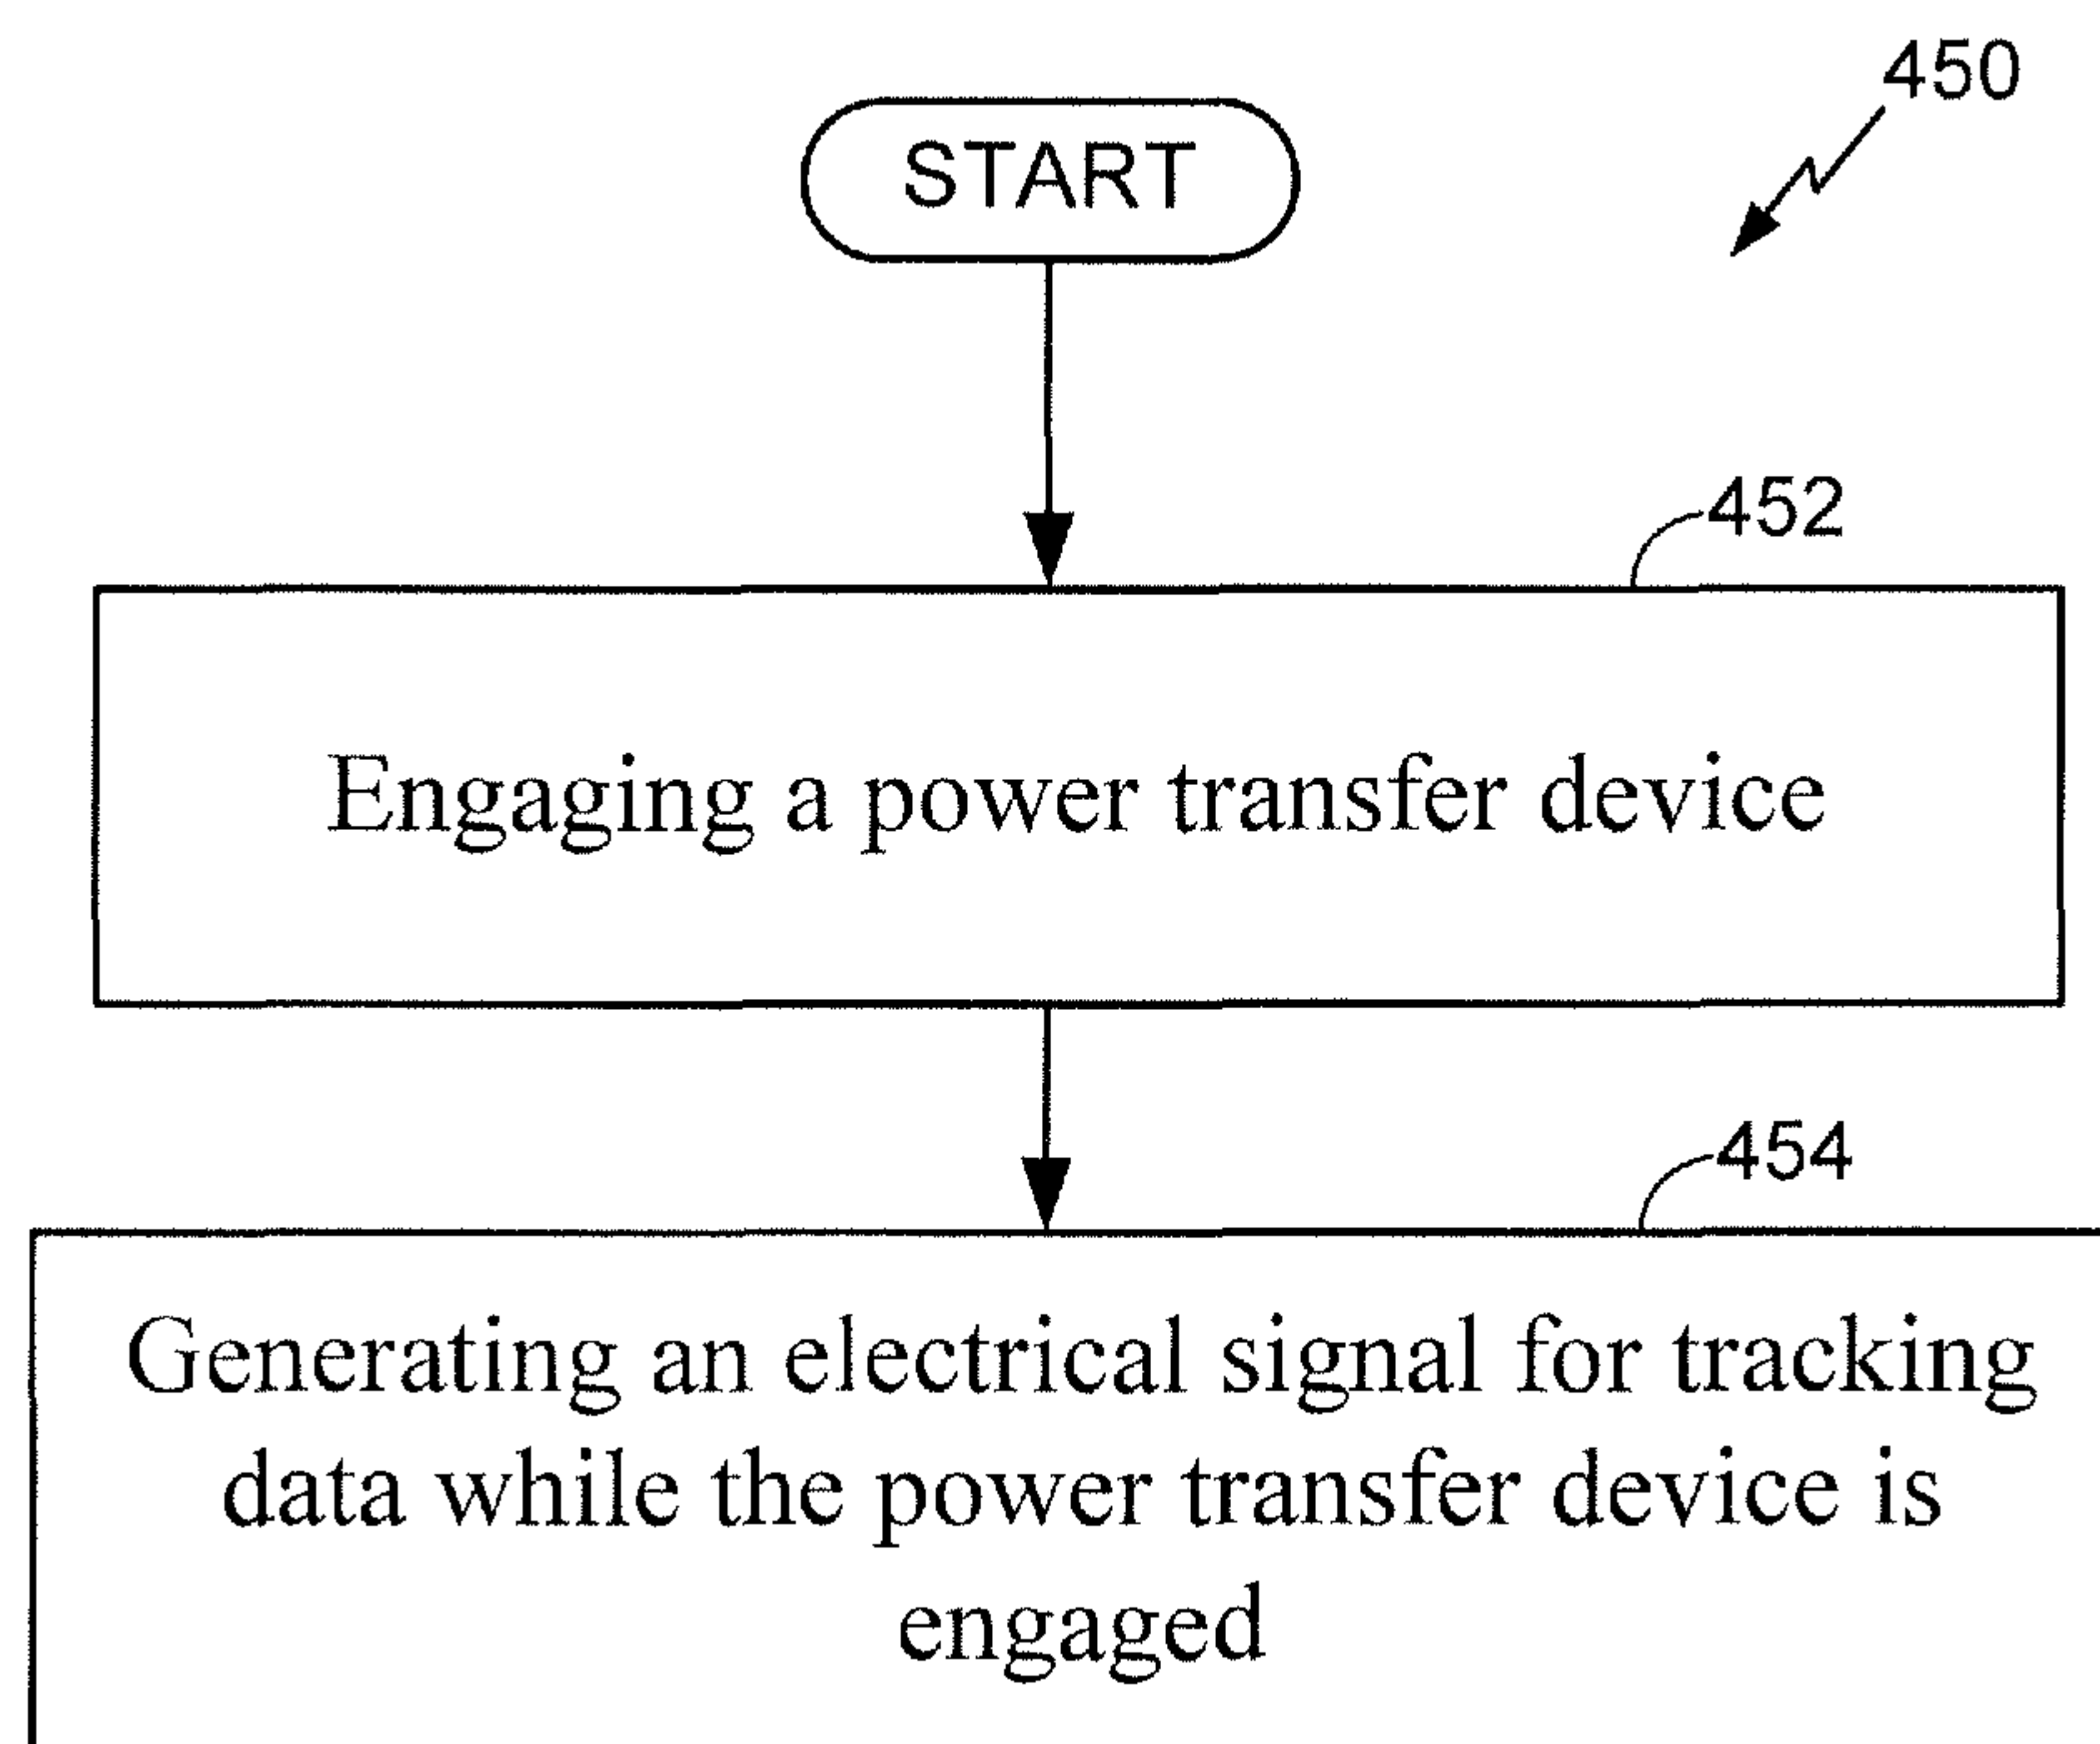 450
START
452
Engaging a power transfer device
454
Generating an electrical signal for tracking
data while the power transfer device is
engaged